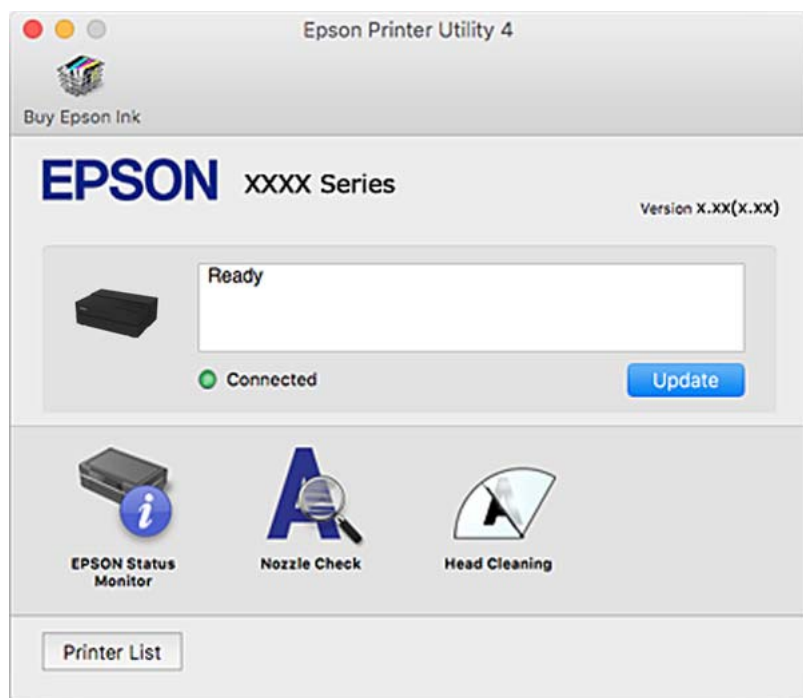 Epson Printer Utility 4
Buy Epson Ink
EPSON XXXX Series
Version X.XX(X.XX)
Ready
Connected
Update
EPSON Status
Monitor
Nozzle Check
Head Cleaning
Printer List